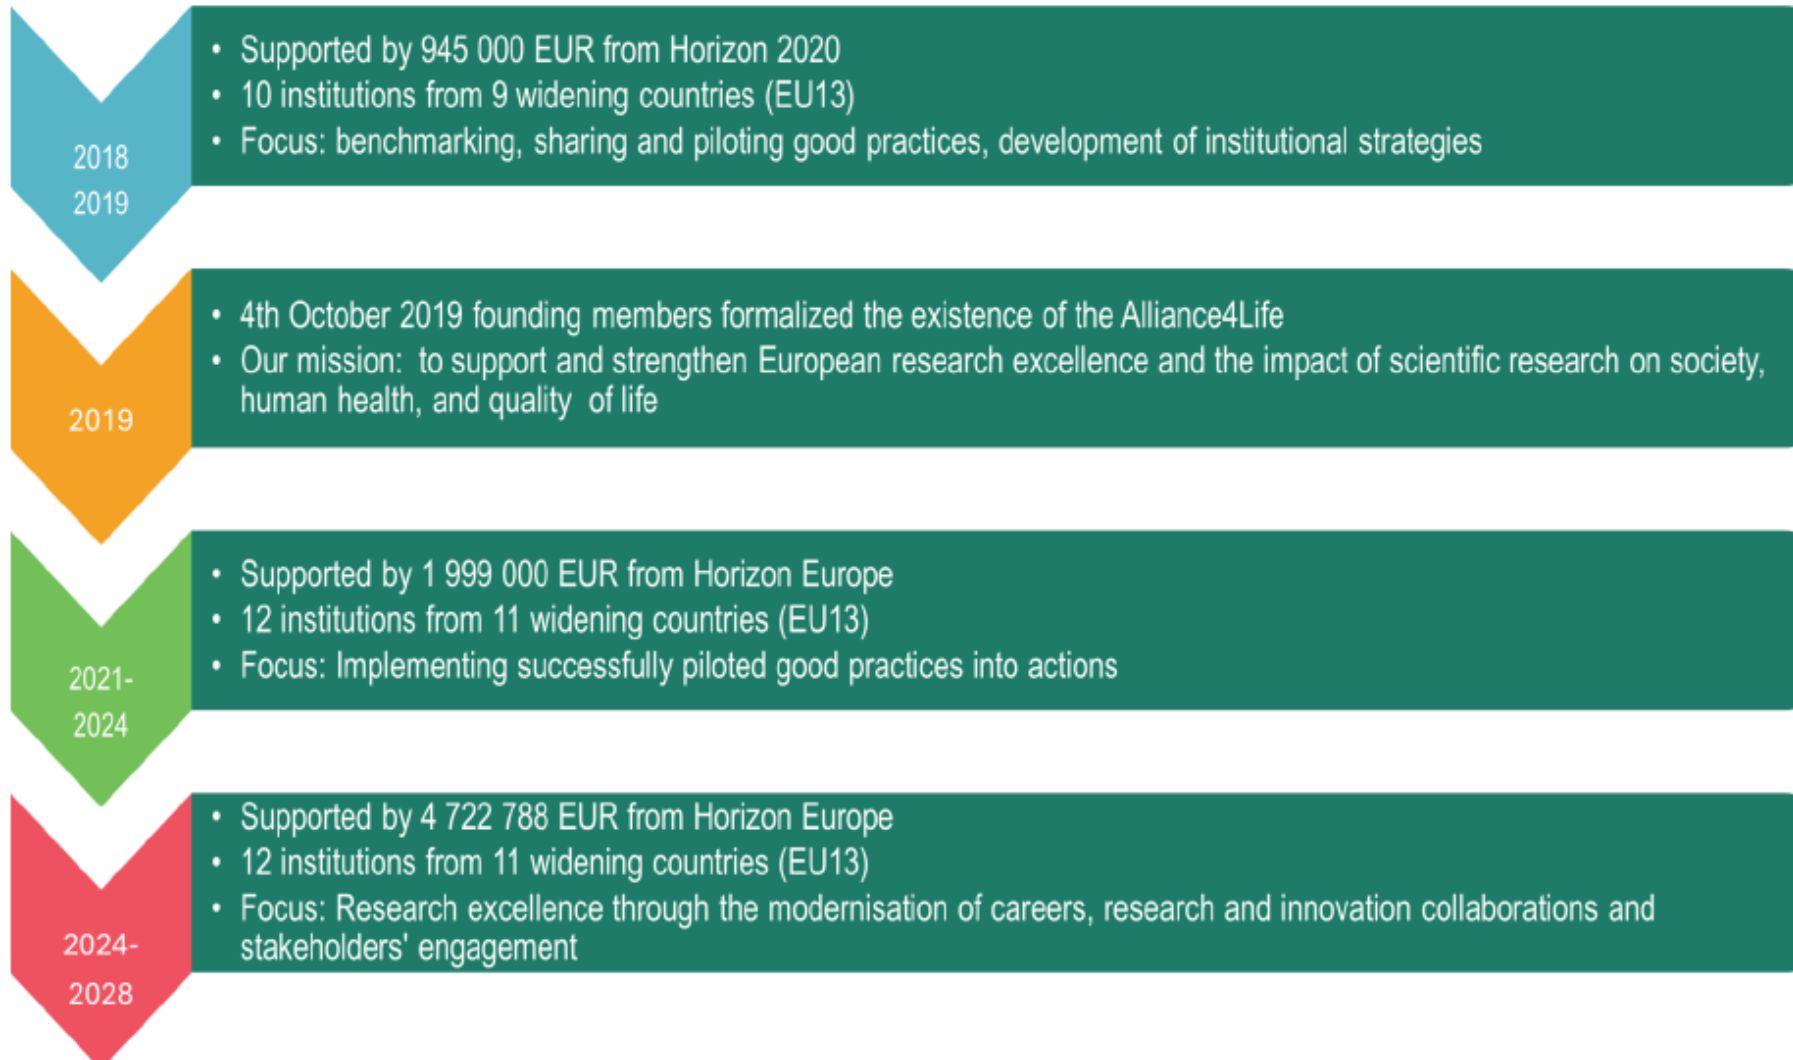 2018
2019
• Supported by 945 000 EUR from Horizon 2020
• 10 institutions from 9 widening countries (EU13)
• Focus: benchmarking, sharing and piloting good practices, development of institutional strategies
2019
• 4th October 2019 founding members formalized the existence of the Alliance4Life
• Our mission:  to support and strengthen European research excellence and the impact of scientific research on society,
human health, and quality  of life
2021-
2024
• Supported by 1 999 000 EUR from Horizon Europe
• 12 institutions from 11 widening countries (EU13)
• Focus: Implementing successfully piloted good practices into actions
2024-
2028
• Supported by 4 722 788 EUR from Horizon Europe
• 12 institutions from 11 widening countries (EU13)
• Focus: Research excellence through the modernisation of careers, research and innovation collaborations and
stakeholders' engagement